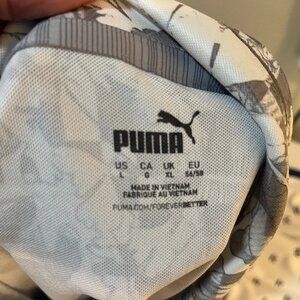 PUMA
US CA UK EU
L G XL 56/58
MADE IN VIETNAM
FABRIQUÉ AU VIETNAM
PUMA.COM/FOREVERBETTER